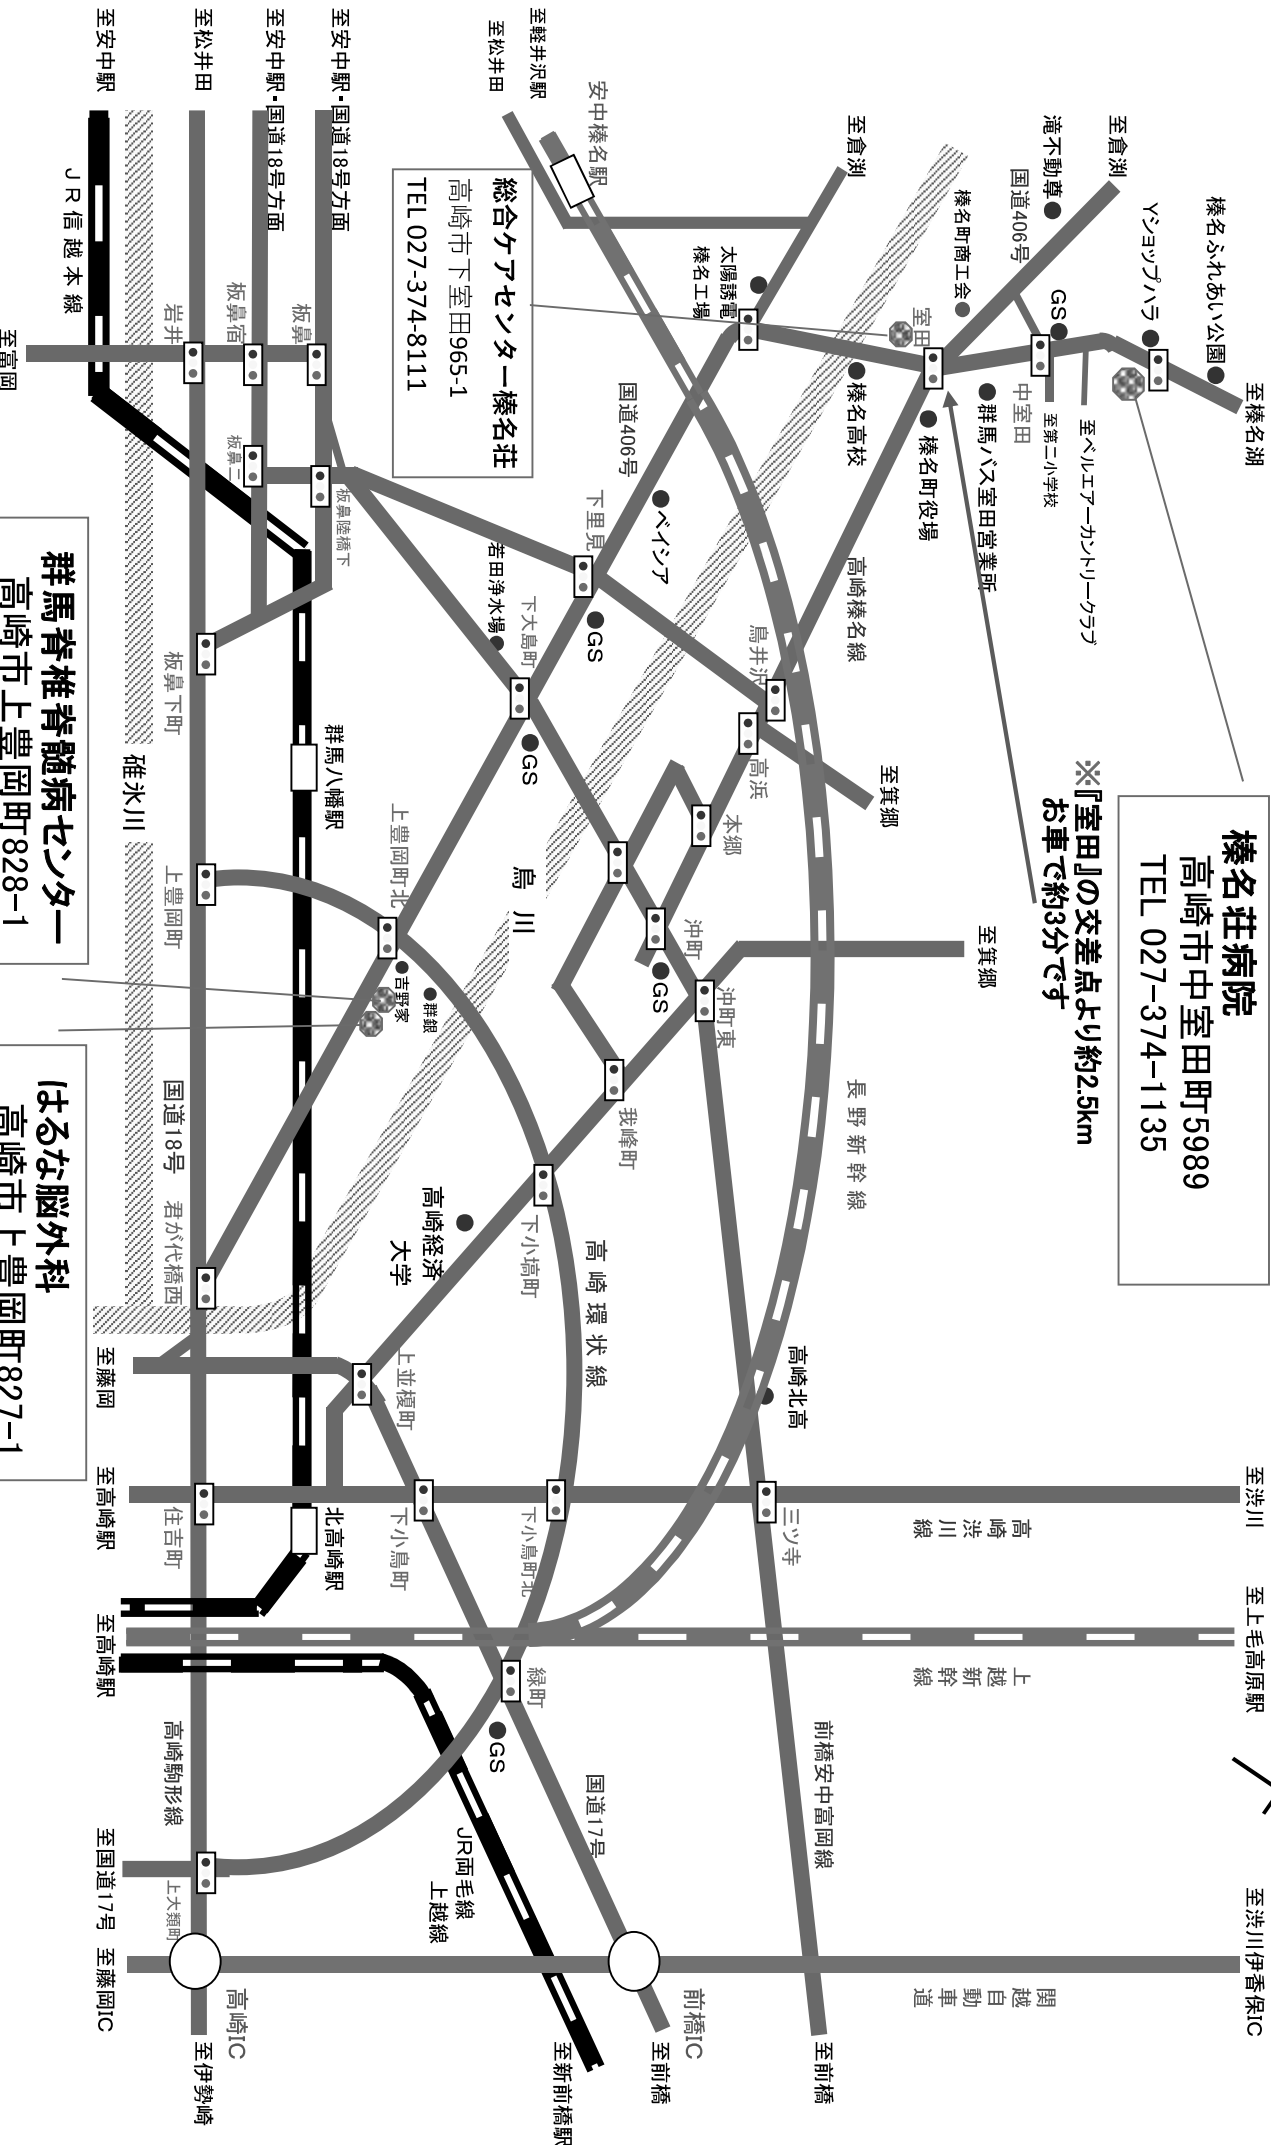 至安中駅
至松井田
至安中駅・国道18号方面
至安中駅・国道18号方面
至松井田
至軽井沢駅
安中榛名駅
至倉渕
滝不動尊
至倉渕
国道406号
榛名町商工会
Yショップハラ
榛名ふれあい公園
至榛名湖
GS
中室田
室田
至第二小学校
至ベルエアーカントリークラブ
群馬バス室田営業所
榛名町役場
榛名高校
太陽誘電
榛名工場
総合ケアセンター榛名荘
高崎市下室田965-1
TEL 027-374-8111
JR信越本線
岩井
板鼻宿
板鼻
至富岡
板鼻二
板鼻陸橋下
国道406号
ベイシア
下里見
GS
若田浄水場
下大島町
GS
高崎榛名線
鳥井沢
高浜
至箕郷
本郷
沖町
GS
沖町東
至箕郷
榛名荘病院
高崎市中室田町5989
TEL 027-374-1135
※『室田』の交差点より約2.5km
お車で約3分です
群馬脊椎脊髄病センター
高崎市上豊岡町828-1
板鼻下町
碓氷川
群馬八幡駅
上豊岡町北
上豊岡町
烏川
吉野家
群銀
はるな脳外科
高崎市上豊岡町827-1
国道18号
君が代橋西
我峰町
高崎経済
大学
下小塙町
高崎環状線
長野新幹線
高崎北高
上並榎町
至藤岡
至高崎駅
住吉町
北高崎駅
下小鳥町
下小鳥町北
三ツ寺
高崎渋川線
至渋川
至上毛高原駅
上越新幹線
至高崎駅
緑町
GS
高崎駒形線
国道17号
前橋安中富岡線
JR両毛線
上越線
至国道17号
上大類町
至藤岡IC
高崎IC
至伊勢崎
前橋IC
至新前橋駅
至前橋
至前橋
関越自動車道
至渋川伊香保IC